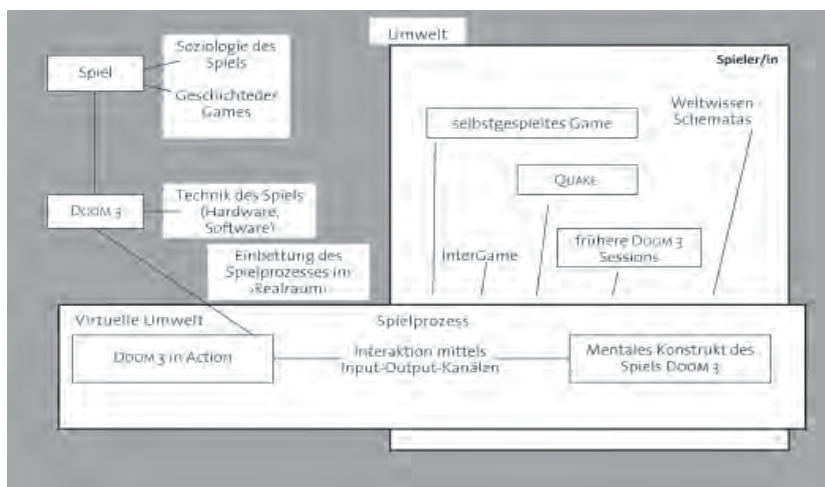 Umwelt
Soziologie des
Spiels
Spiel
Geschichte der
Games
Spieler/in
Weltwissen
Schematas
selbstgespieltes Game
QUAKE
DOOM 3
Technik des Spiels
(Hardware,
Software)
frühere DOOM 3
Sessions
InterGame
Einbettung des
Spielprozesses im
›Realraum‹
Virtuelle Umwelt
Spielprozess
DOOM 3 in Action
Interaktion mittels
Input-Output-Kanälen
Mentales Konstrukt des
Spiels DOOM 3